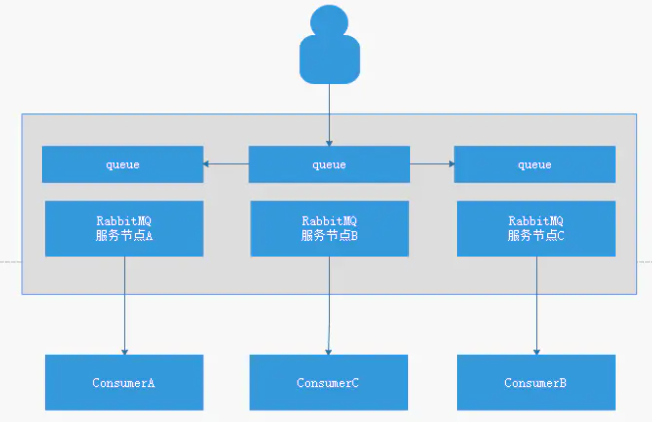 queue
queue
queue
RabbitMQ
服务节点A
RabbitMQ
服务节点B
RabbitMQ
服务节点C
ConsumerA
ConsumerC
ConsumerB